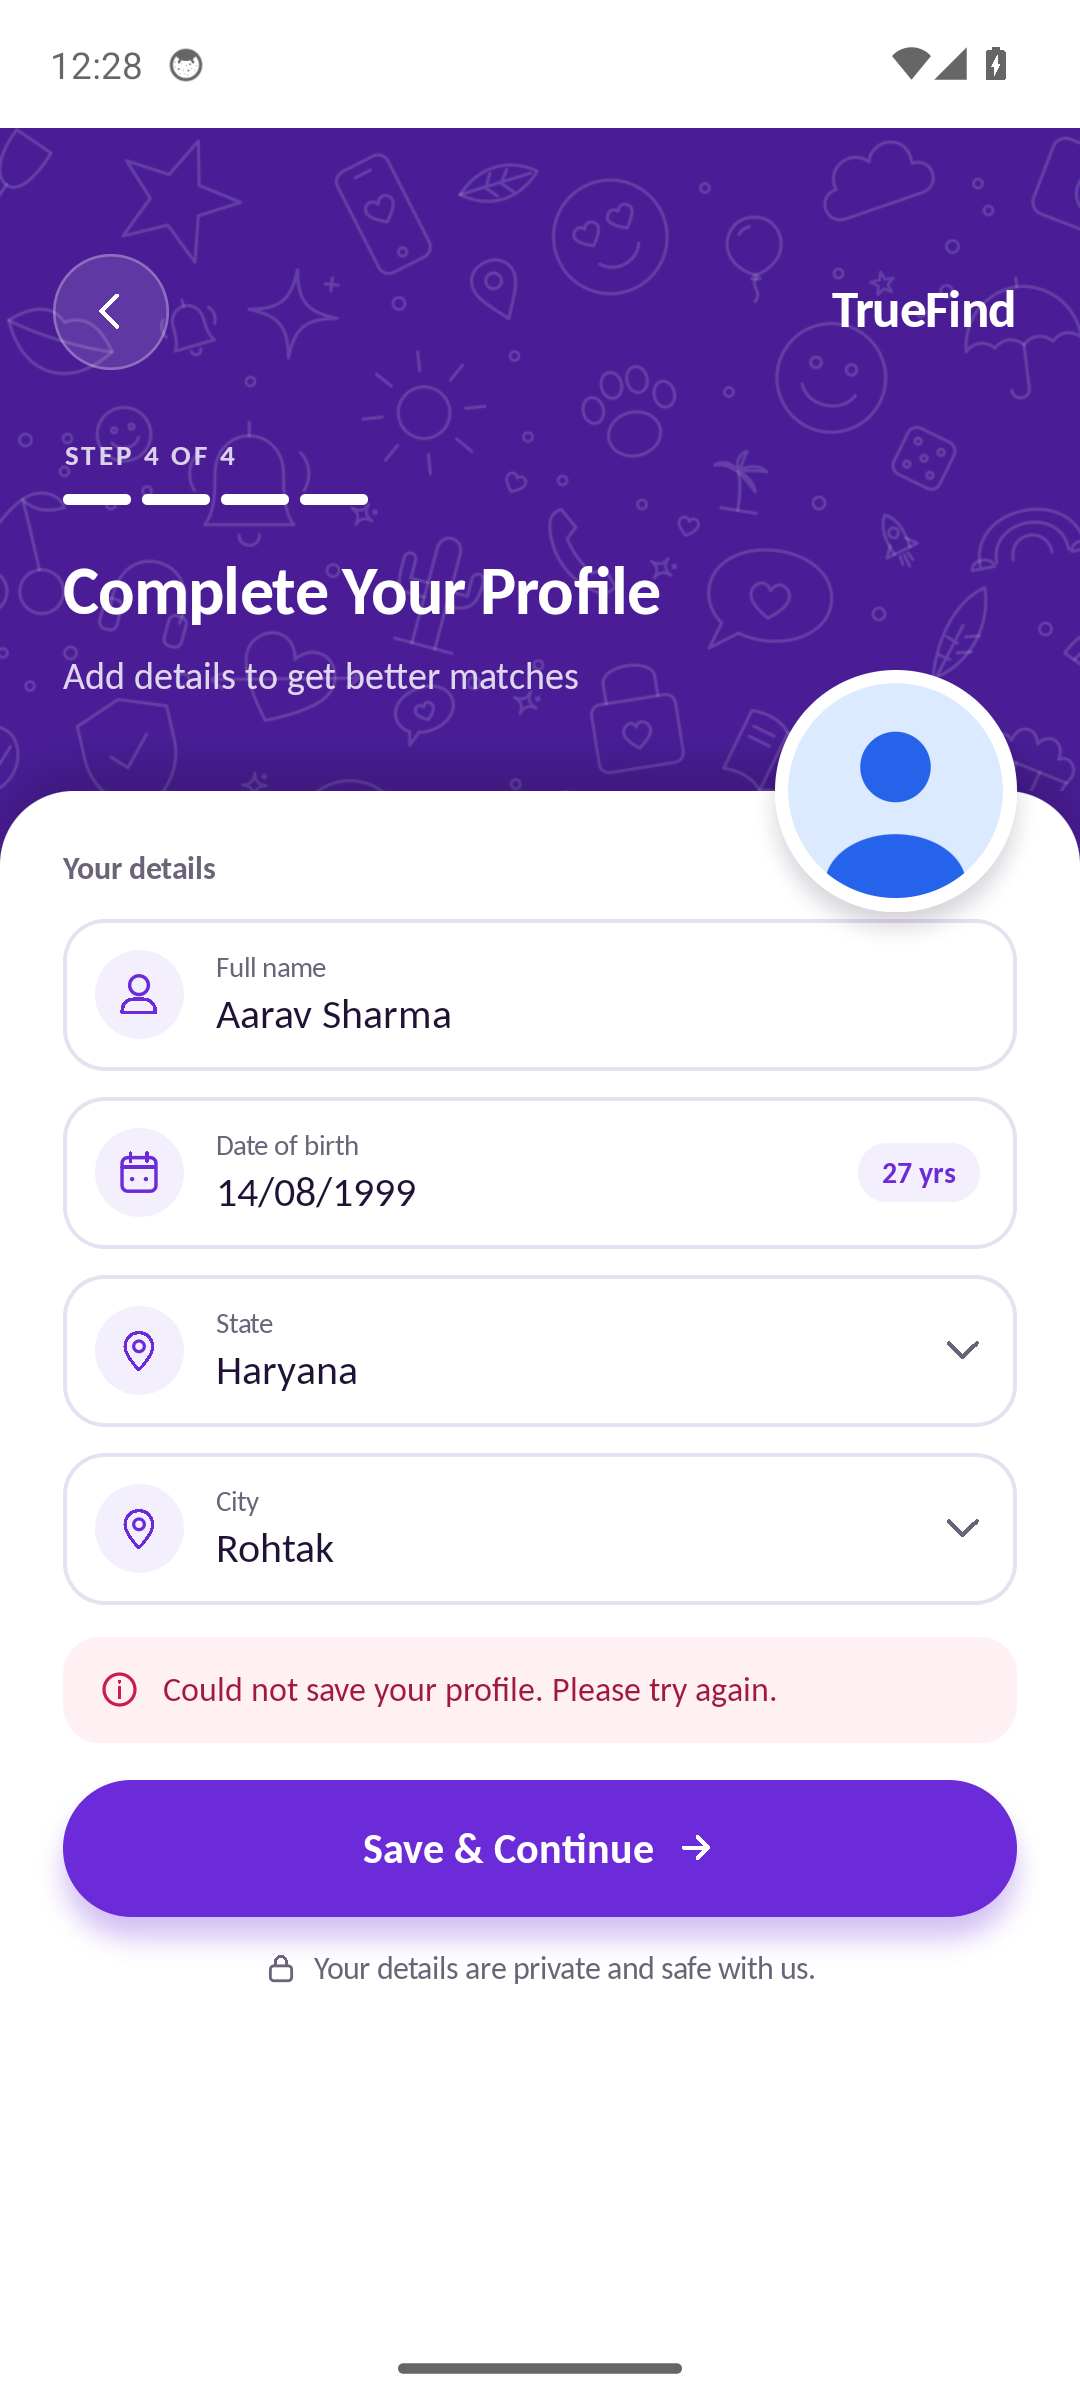 12:28
TrueFind
STEP 4 OF 4
Complete Your Profile
Add details to get better matches
Your details
Full name
Aarav Sharma
Date of birth
14/08/1999
27 yrs
State
Haryana
City
Rohtak
Could not save your profile. Please try again.
Save & Continue
Your details are private and safe with us.